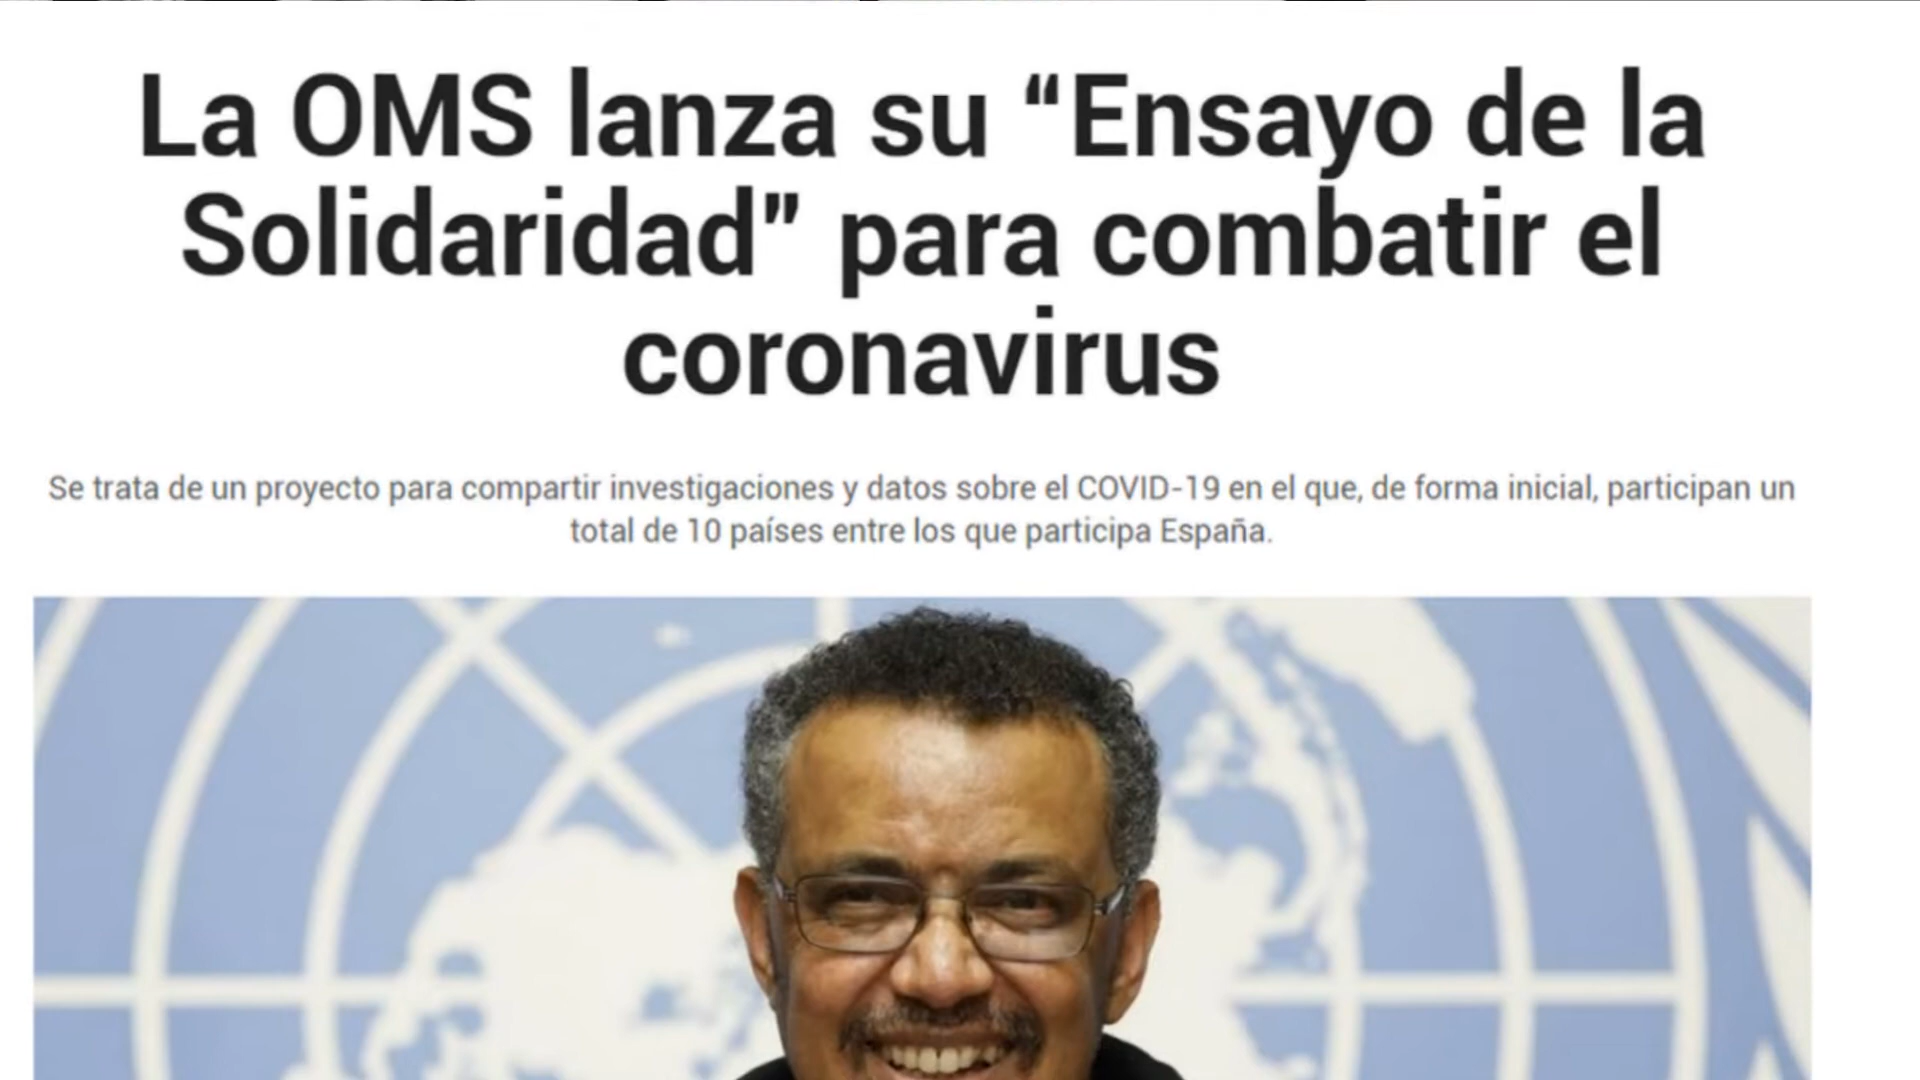 La OMS lanza su “Ensayo de la
Solidaridad” para combatir el
coronavirus
Se trata de un proyecto para compartir investigaciones y datos sobre el COVID-19 en el que, de forma inicial, participan un
total de 10 países entre los que participa España.